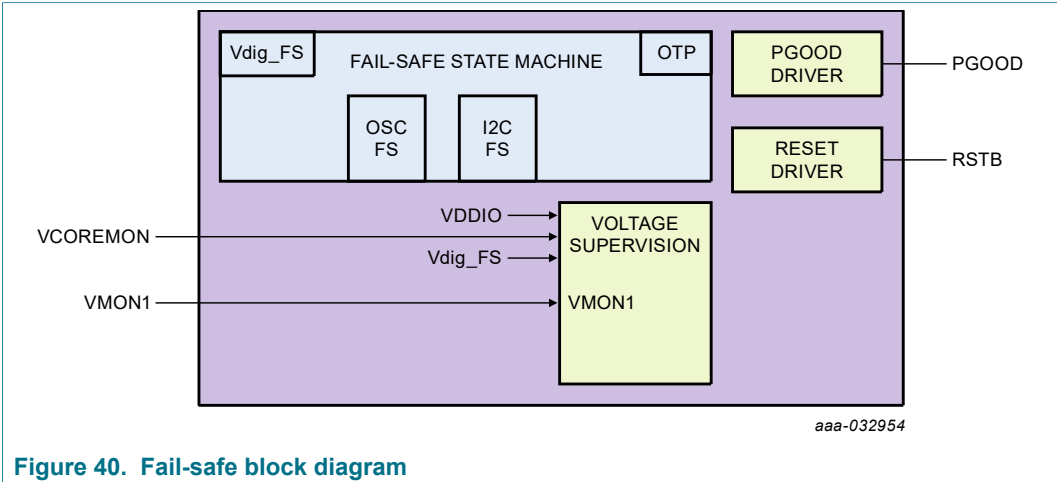 Vdig_FS
FAIL-SAFE STATE MACHINE
OTP
OSC
FS
I2C
FS
PGOOD
DRIVER
PGOOD
RESET
DRIVER
RSTB
VDDIO
VCOREMON
Vdig_FS
VOLTAGE
SUPERVISION
VMON1
VMON1
aaa-032954
Figure 40. Fail-safe block diagram